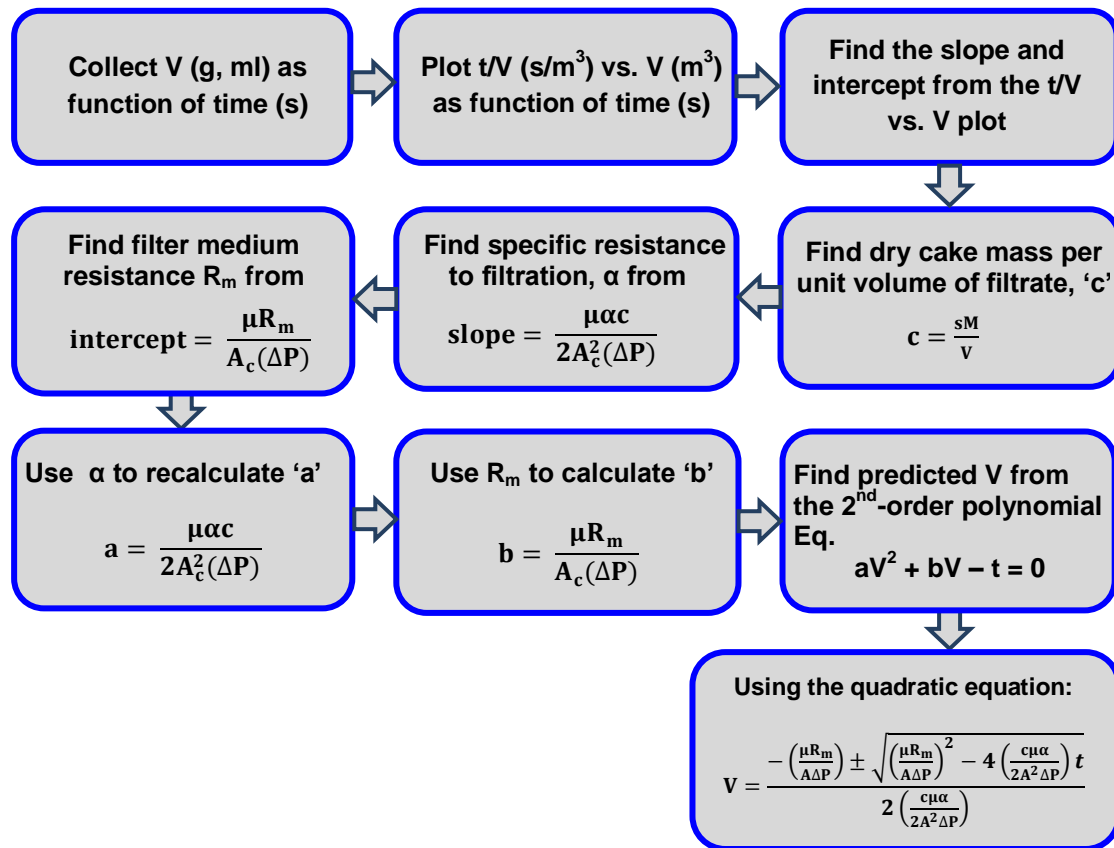 Collect V (g, ml) as
function of time (s)
Plot t/V (s/m³) vs. V (m³)
as function of time (s)
Find the slope and
intercept from the t/V
vs. V plot
Find dry cake mass per
unit volume of filtrate, ‘c’
c = sM/V
Find specific resistance
to filtration, α from
slope = μαc / 2A_c²(ΔP)
Find filter medium
resistance Rₘ from
intercept = μRₘ / A_c(ΔP)
Use α to recalculate ‘a’
a = μαc / 2A_c²(ΔP)
Use Rₘ to calculate ‘b’
b = μRₘ / A_c(ΔP)
Find predicted V from
the 2ⁿᵈ-order polynomial
Eq.
aV² + bV – t = 0
Using the quadratic equation:
V = (−(μRₘ/AΔP) ± √((μRₘ/AΔP)² − 4(cμα/2A²ΔP) t)) / 2(cμα/2A²ΔP)